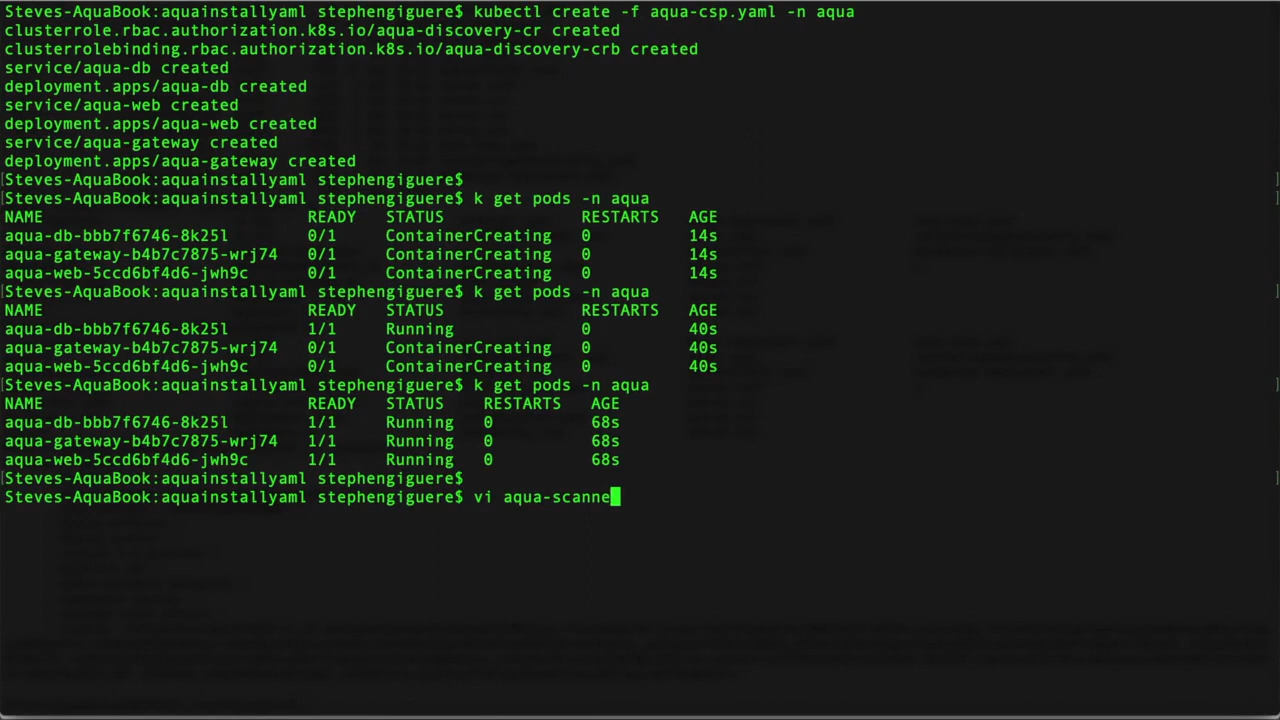 Steves-AquaBook:aquainstallyaml stephengiguere$ kubectl create -f aqua-csp.yaml -n aqua
clusterrole.rbac.authorization.k8s.io/aqua-discovery-cr created
clusterrolebinding.rbac.authorization.k8s.io/aqua-discovery-crb created
service/aqua-db created
deployment.apps/aqua-db created
service/aqua-web created
deployment.apps/aqua-web created
service/aqua-gateway created
deployment.apps/aqua-gateway created
[Steves-AquaBook:aquainstallyaml stephengiguere$ ]
[Steves-AquaBook:aquainstallyaml stephengiguere$ k get pods -n aqua ]
NAME READY STATUS RESTARTS AGE
aqua-db-bbb7f6746-8k25l 0/1 ContainerCreating 0 14s
aqua-gateway-b4b7c7875-wrj74 0/1 ContainerCreating 0 14s
aqua-web-5ccd6bf4d6-jwh9c 0/1 ContainerCreating 0 14s
[Steves-AquaBook:aquainstallyaml stephengiguere$ k get pods -n aqua ]
NAME READY STATUS RESTARTS AGE
aqua-db-bbb7f6746-8k25l 1/1 Running 0 40s
aqua-gateway-b4b7c7875-wrj74 0/1 ContainerCreating 0 40s
aqua-web-5ccd6bf4d6-jwh9c 0/1 ContainerCreating 0 40s
[Steves-AquaBook:aquainstallyaml stephengiguere$ k get pods -n aqua ]
NAME READY STATUS RESTARTS AGE
aqua-db-bbb7f6746-8k25l 1/1 Running 0 68s
aqua-gateway-b4b7c7875-wrj74 1/1 Running 0 68s
aqua-web-5ccd6bf4d6-jwh9c 1/1 Running 0 68s
[Steves-AquaBook:aquainstallyaml stephengiguere$ ]
Steves-AquaBook:aquainstallyaml stephengiguere$ vi aqua-scanne